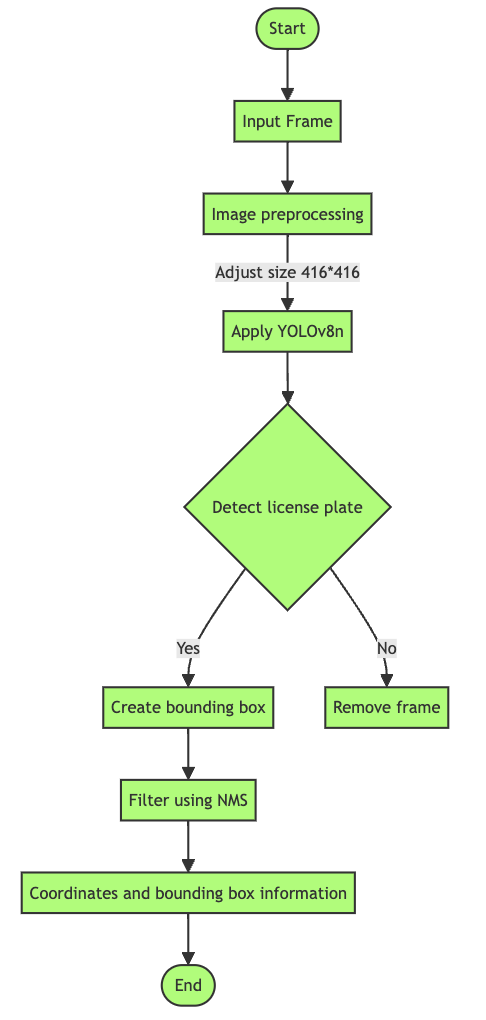 Start
Input Frame
Image preprocessing
Adjust size 416*416
Apply YOLOv8n
Detect license plate
Yes
No
Create bounding box
Remove frame
Filter using NMS
Coordinates and bounding box information
End